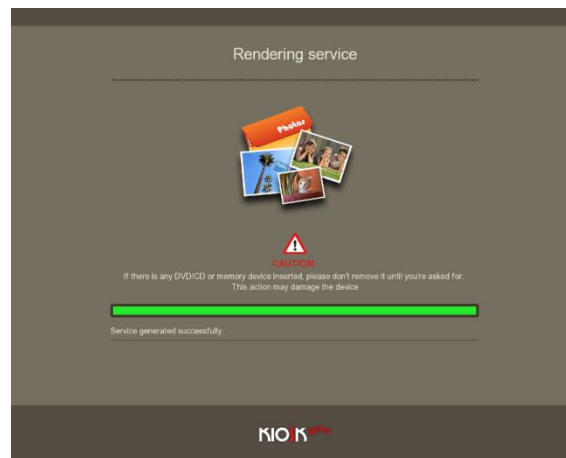 Rendering service
Photos
CAUTION:
If there is any DVD/CD or memory device inserted, please don't remove it until you're asked for.
This action may damage the device
Service generated successfully
KIOSK gifts